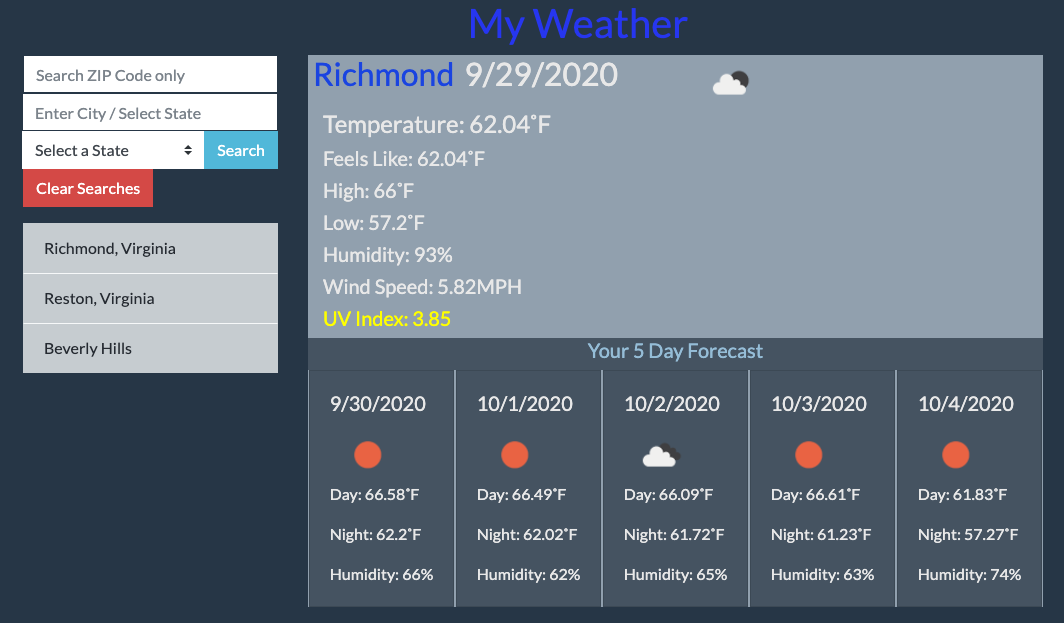 My Weather
Search ZIP Code only
Enter City / Select State
Select a State
Search
Clear Searches
Richmond, Virginia
Reston, Virginia
Beverly Hills
Richmond 9/29/2020
Temperature: 62.04˚F
Feels Like: 62.04˚F
High: 66˚F
Low: 57.2˚F
Humidity: 93%
Wind Speed: 5.82MPH
UV Index: 3.85
Your 5 Day Forecast
9/30/2020
Day: 66.58˚F
Night: 62.2˚F
Humidity: 66%
10/1/2020
Day: 66.49˚F
Night: 62.02˚F
Humidity: 62%
10/2/2020
Day: 66.09˚F
Night: 61.72˚F
Humidity: 65%
10/3/2020
Day: 66.61˚F
Night: 61.23˚F
Humidity: 63%
10/4/2020
Day: 61.83˚F
Night: 57.27˚F
Humidity: 74%